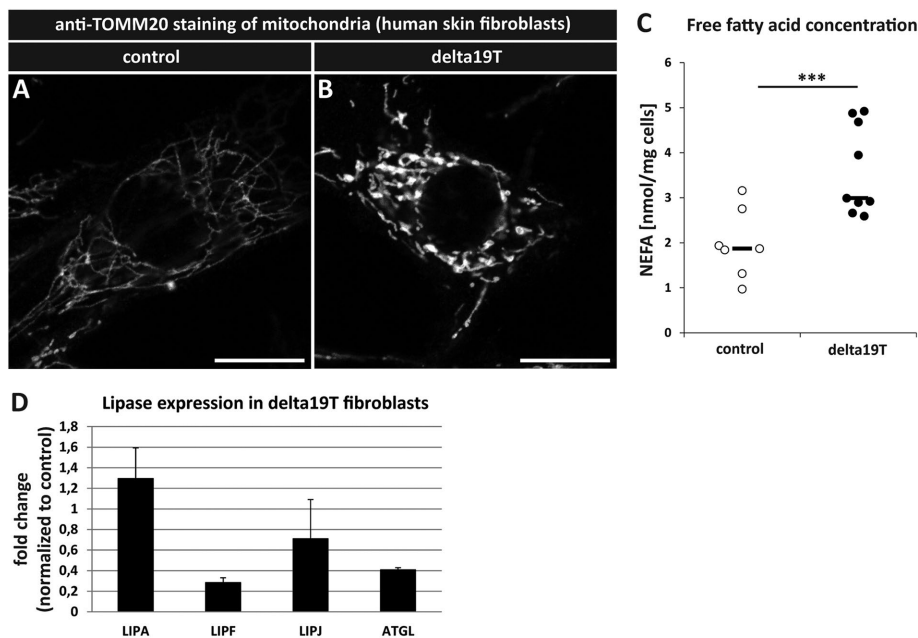 anti-TOMM20 staining of mitochondria (human skin fibroblasts)
control
delta19T
A
B
C
Free fatty acid concentration
NEFA [nmol/mg cells]
6
5
4
3
2
1
0
***
control
delta19T
D
Lipase expression in delta19T fibroblasts
fold change
(normalized to control)
1,8
1,6
1,4
1,2
1
0,8
0,6
0,4
0,2
0
LIPA
LIPF
LIPJ
ATGL